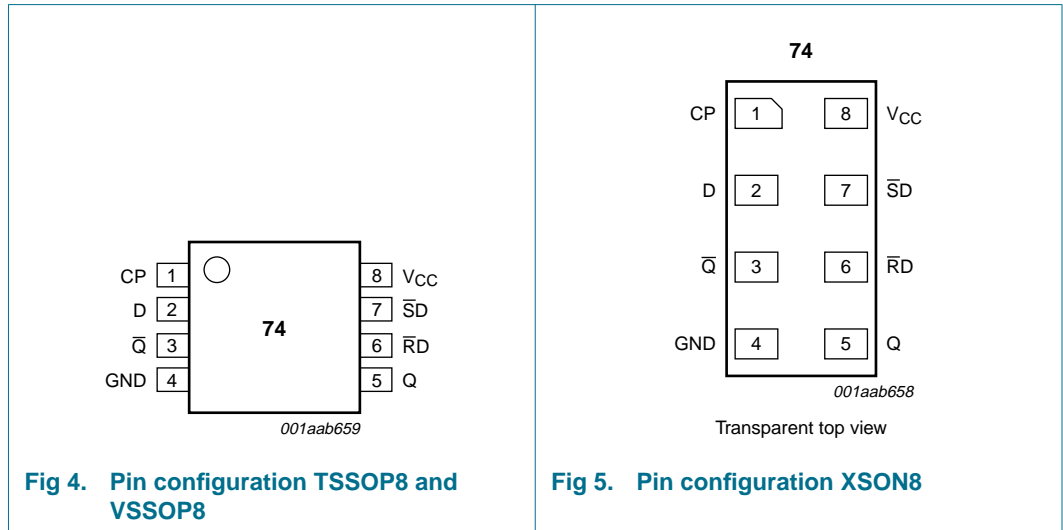 CP 1 8 VCC
D 2 7 S̅D
Q̅ 3 74 6 R̅D
GND 4 5 Q
001aab659
Fig 4. Pin configuration TSSOP8 and
VSSOP8
74
CP 1 8 VCC
D 2 7 S̅D
Q̅ 3 6 R̅D
GND 4 5 Q
001aab658
Transparent top view
Fig 5. Pin configuration XSON8